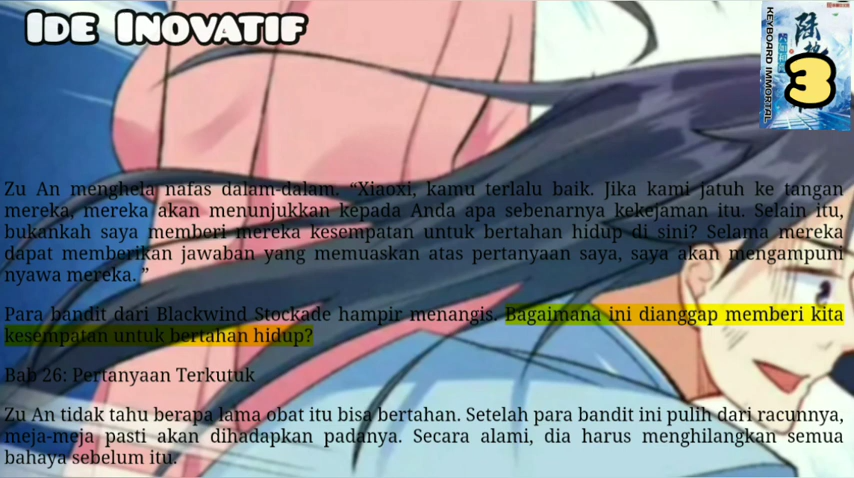 Ide Inovatif
KEYBOARD IMMORTAL
3
Zu An menghela nafas dalam-dalam. “Xiaoxi, kamu terlalu baik. Jika kami jatuh ke tangan
mereka, mereka akan menunjukkan kepada Anda apa sebenarnya kekejaman itu. Selain itu,
bukankah saya memberi mereka kesempatan untuk bertahan hidup di sini? Selama mereka
dapat memberikan jawaban yang memuaskan atas pertanyaan saya, saya akan mengampuni
nyawa mereka. ”
Para bandit dari Blackwind Stockade hampir menangis. Bagaimana ini dianggap memberi kita
kesempatan untuk bertahan hidup?
Bab 26: Pertanyaan Terkutuk
Zu An tidak tahu berapa lama obat itu bisa bertahan. Setelah para bandit ini pulih dari racunnya,
meja-meja pasti akan dihadapkan padanya. Secara alami, dia harus menghilangkan semua
bahaya sebelum itu.